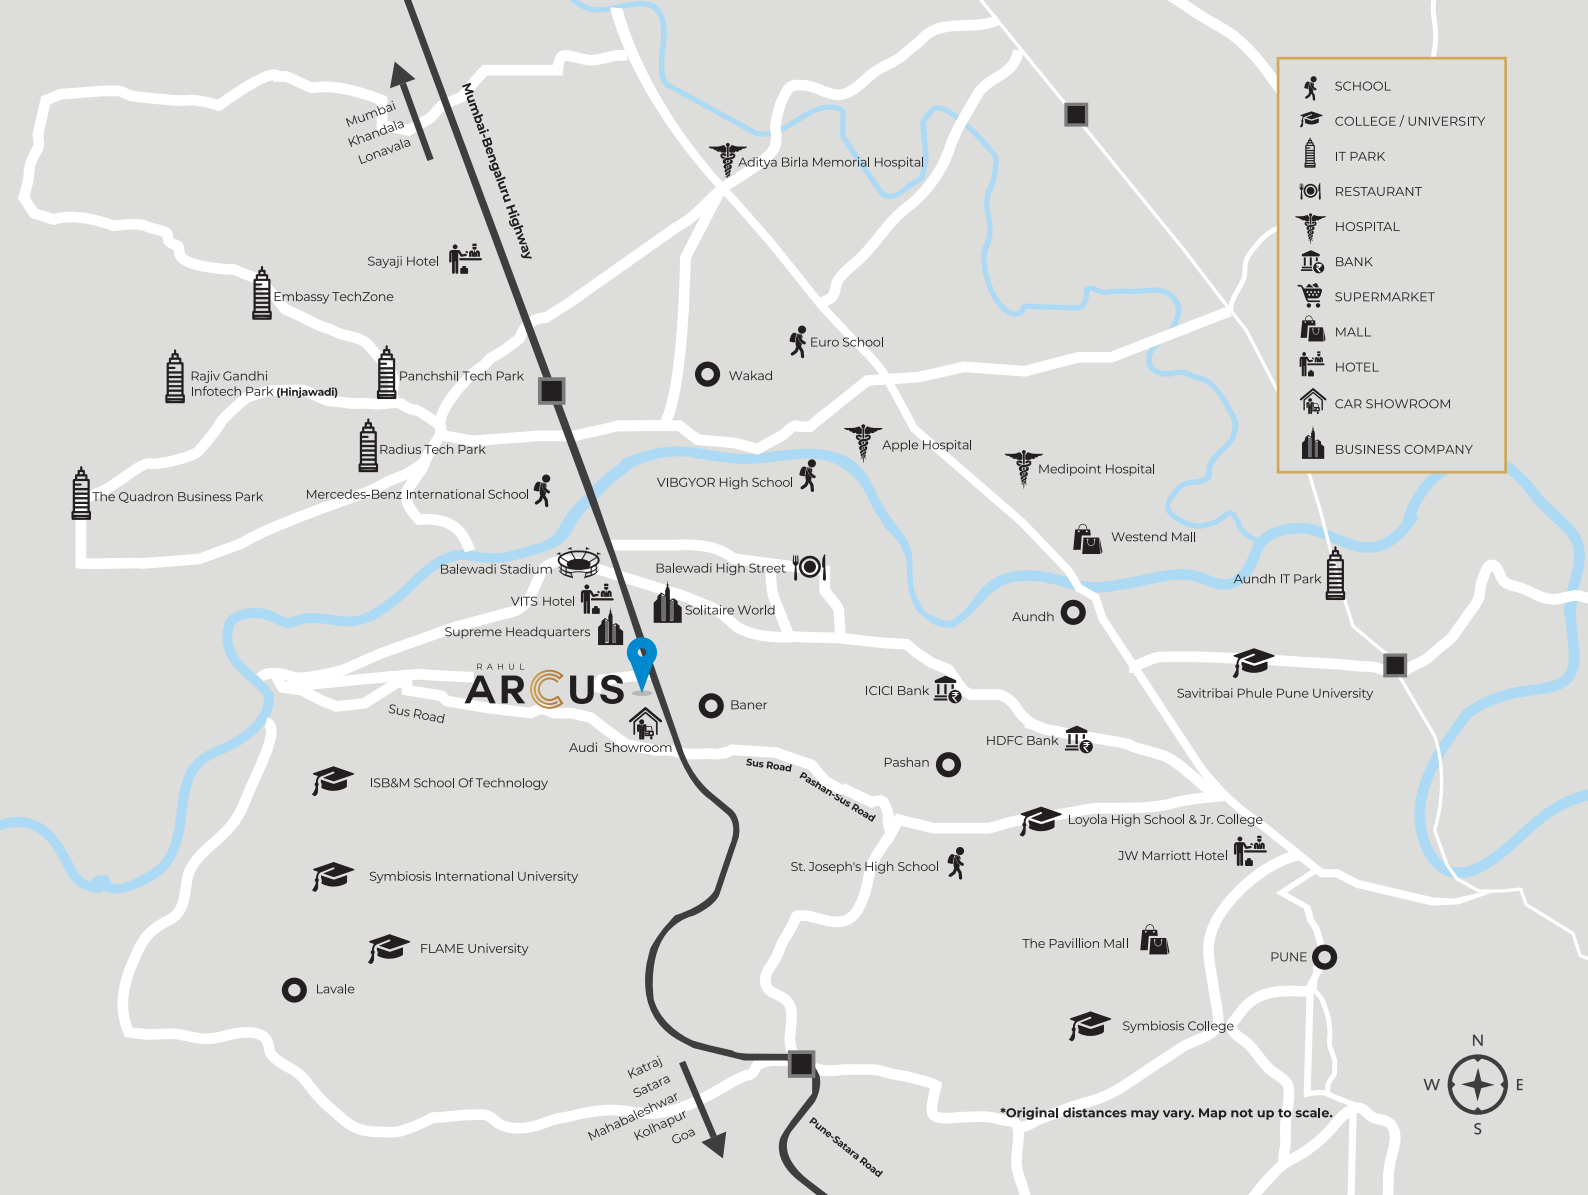 Mumbai
Khandala
Lonavala
Mumbai-Bengaluru Highway
Aditya Birla Memorial Hospital
Sayaji Hotel
Embassy TechZone
Euro School
Rajiv Gandhi
Infotech Park (Hinjawadi)
Panchshil Tech Park
Wakad
Radius Tech Park
Apple Hospital
Medipoint Hospital
The Quadron Business Park
Mercedes-Benz International School
VIBGYOR High School
Westend Mall
Balewadi Stadium
Balewadi High Street
Aundh IT Park
VITS Hotel
Solitaire World
Aundh
Supreme Headquarters
RAHUL
ARCUS
ICICI Bank
Savitribai Phule Pune University
Sus Road
Baner
Audi Showroom
HDFC Bank
Sus Road
Pashan-Sus Road
Pashan
ISB&M School Of Technology
Loyola High School & Jr. College
JW Marriott Hotel
St. Joseph's High School
Symbiosis International University
FLAME University
The Pavillion Mall
PUNE
Lavale
Symbiosis College
Katraj
Satara
Mahabaleshwar
Kolhapur
Goa
Pune-Satara Road
*Original distances may vary. Map not up to scale.
SCHOOL
COLLEGE / UNIVERSITY
IT PARK
RESTAURANT
HOSPITAL
BANK
SUPERMARKET
MALL
HOTEL
CAR SHOWROOM
BUSINESS COMPANY
N
W E
S